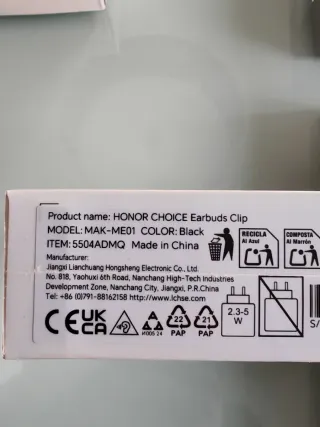 Product name: HONOR CHOICE Earbuds Clip
MODEL: MAK-ME01 COLOR: Black
ITEM: 5504ADMQ Made in China
RECICLA
Al Azul
COMPOSTA
Al Marrón
Manufacturer:
Jiangxi Lianchuang Hongsheng Electronic Co., Ltd.
No. 818, Yaohuxi 6th Road, Nanchang High-Tech Industries
Development Zone, Nanchang City, Jiangxi, P.R.China
Tel: +86 (0)791-88162158 http://www.lchse.com
CE
UK
CA
22
PAP
21
PAP
2.3-5
W
S/